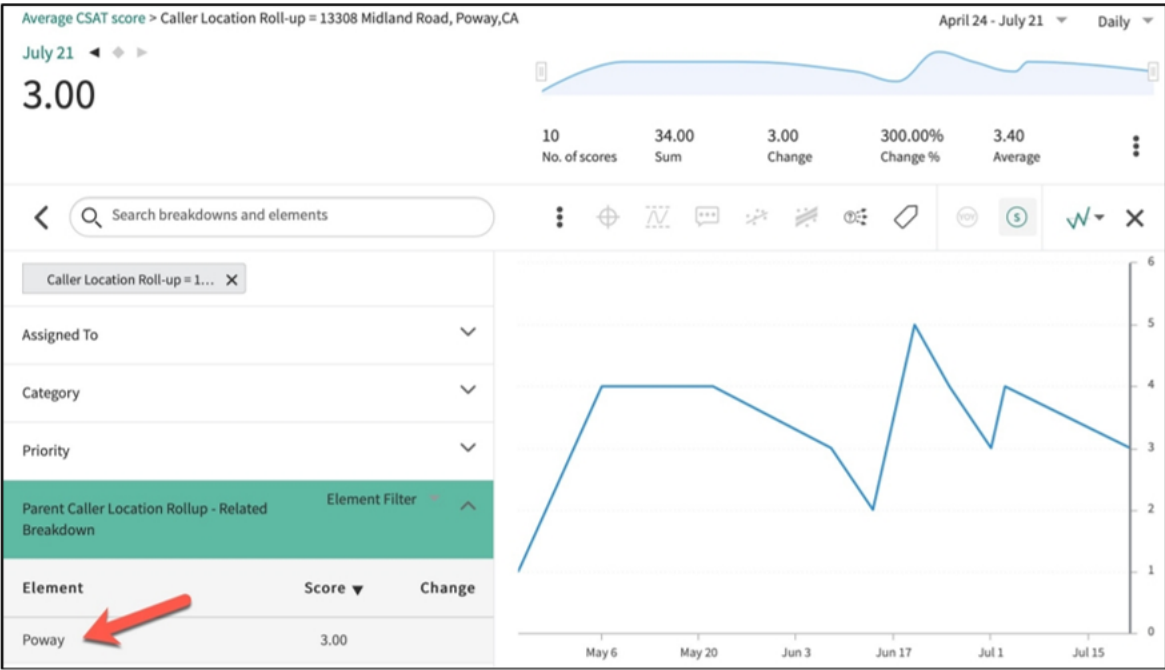 Average CSAT score > Caller Location Roll-up = 13308 Midland Road, Poway,CA
April 24 - July 21
Daily
July 21
3.00
10
No. of scores
34.00
Sum
3.00
Change
300.00%
Change %
3.40
Average
Search breakdowns and elements
YOY
S
Caller Location Roll-up = 1...
Assigned To
Category
Priority
Parent Caller Location Rollup - Related
Breakdown
Element Filter
Element Score Change
Poway 3.00
6
5
4
3
2
1
0
May 6 May 20 Jun 3 Jun 17 Jul 1 Jul 15